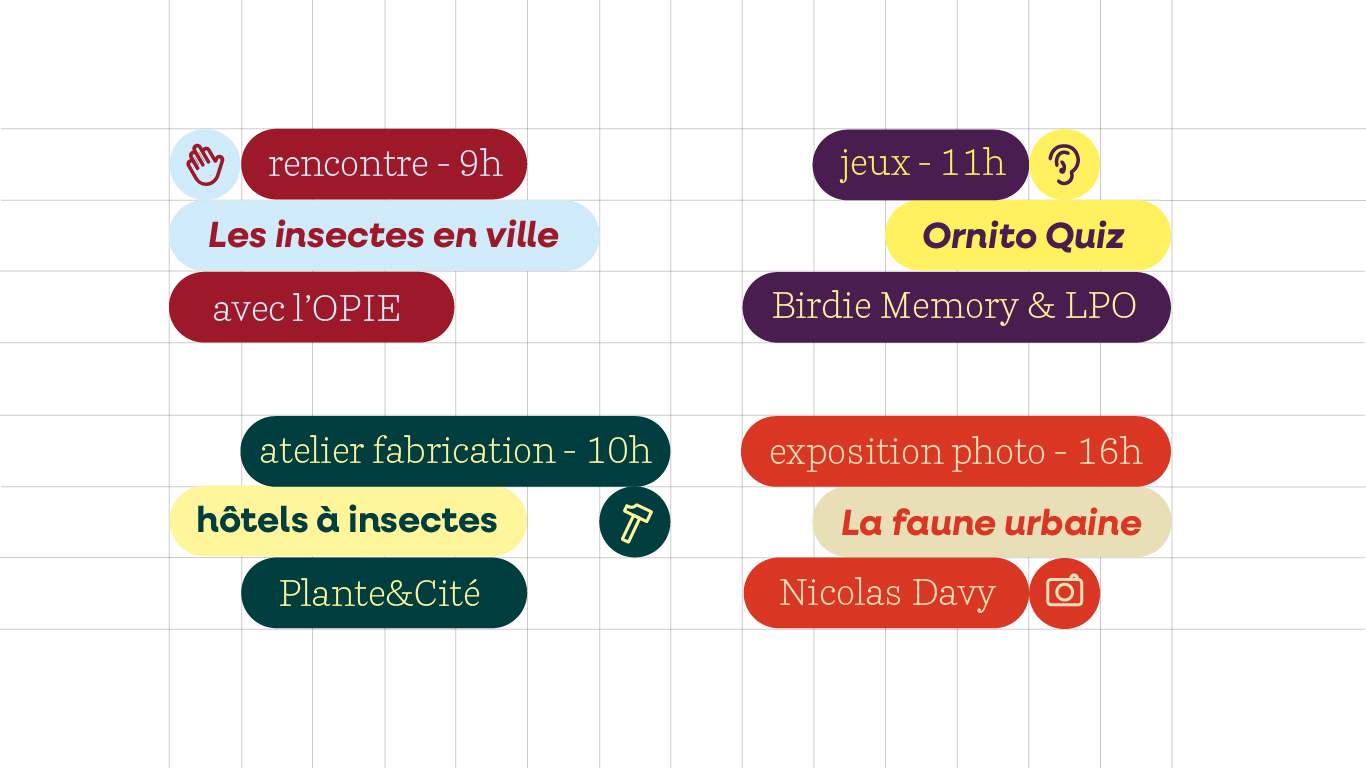 rencontre - 9h
Les insectes en ville
avec l’OPIE
jeux - 11h
Ornito Quiz
Birdie Memory & LPO
atelier fabrication - 10h
hôtels à insectes
Plante&Cité
exposition photo - 16h
La faune urbaine
Nicolas Davy